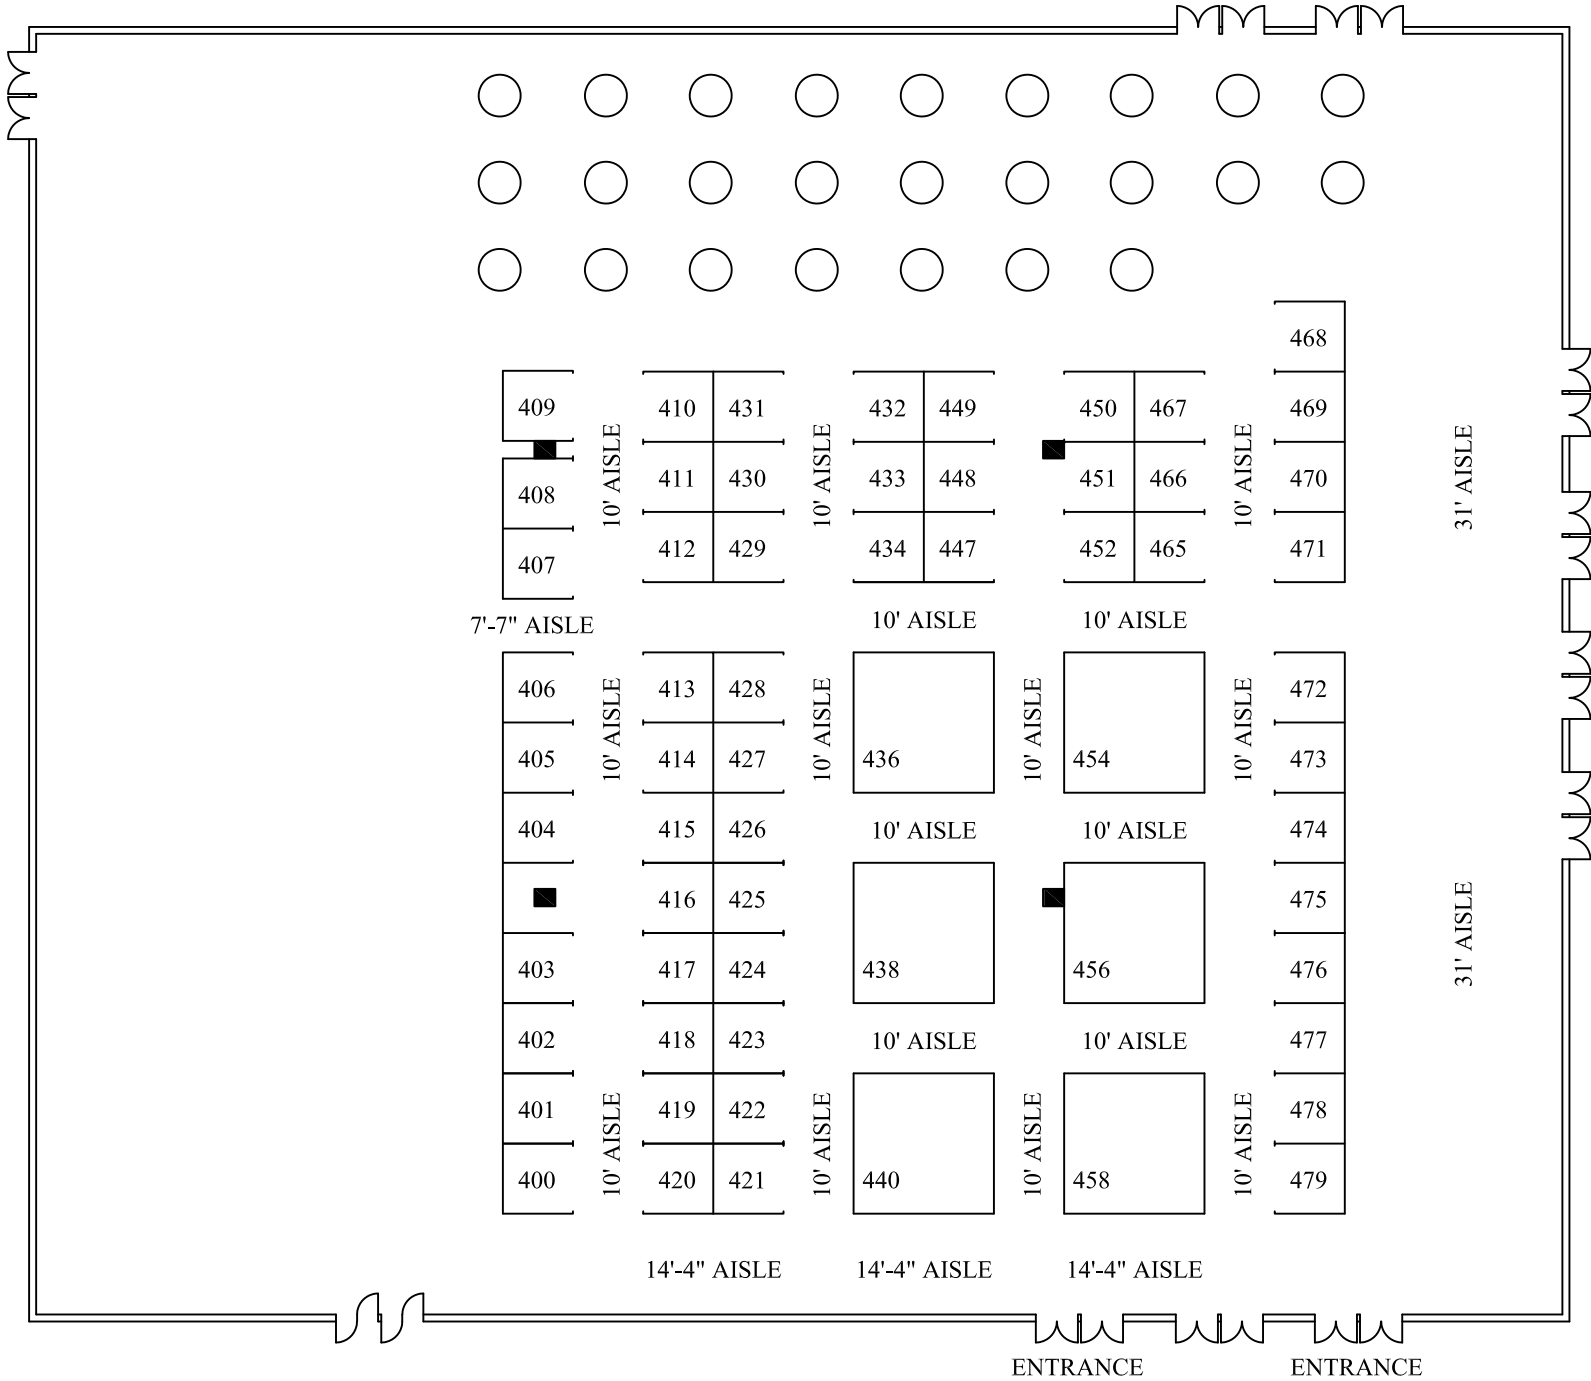 468
409 410 431 432 449 450 467 469
10' AISLE 10' AISLE 10' AISLE 31' AISLE
408 411 430 433 448 451 466 470
407 412 429 434 447 452 465 471
7'-7" AISLE 10' AISLE 10' AISLE
406 413 428 472
10' AISLE 10' AISLE 10' AISLE 10' AISLE
405 414 427 436 454 473
404 415 426 10' AISLE 10' AISLE 474
416 425 475
31' AISLE
403 417 424 438 456 476
402 418 423 10' AISLE 10' AISLE 477
401 419 422 478
10' AISLE 10' AISLE 10' AISLE 10' AISLE
400 420 421 440 458 479
14'-4" AISLE 14'-4" AISLE 14'-4" AISLE
ENTRANCE ENTRANCE